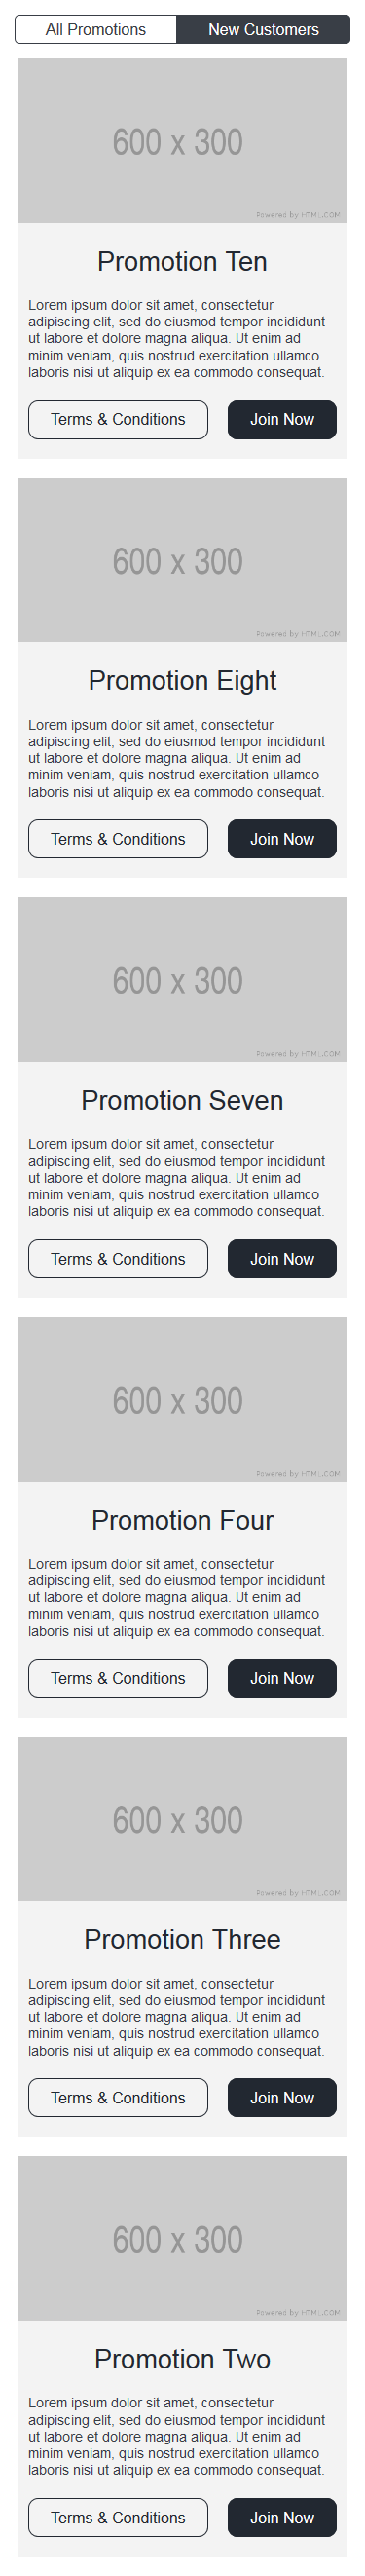 All Promotions New Customers
600 x 300
Powered by HTML.COM
Promotion Ten
Lorem ipsum dolor sit amet, consectetur
adipiscing elit, sed do eiusmod tempor incididunt
ut labore et dolore magna aliqua. Ut enim ad
minim veniam, quis nostrud exercitation ullamco
laboris nisi ut aliquip ex ea commodo consequat.
Terms & Conditions Join Now
600 x 300
Powered by HTML.COM
Promotion Eight
Lorem ipsum dolor sit amet, consectetur
adipiscing elit, sed do eiusmod tempor incididunt
ut labore et dolore magna aliqua. Ut enim ad
minim veniam, quis nostrud exercitation ullamco
laboris nisi ut aliquip ex ea commodo consequat.
Terms & Conditions Join Now
600 x 300
Powered by HTML.COM
Promotion Seven
Lorem ipsum dolor sit amet, consectetur
adipiscing elit, sed do eiusmod tempor incididunt
ut labore et dolore magna aliqua. Ut enim ad
minim veniam, quis nostrud exercitation ullamco
laboris nisi ut aliquip ex ea commodo consequat.
Terms & Conditions Join Now
600 x 300
Powered by HTML.COM
Promotion Four
Lorem ipsum dolor sit amet, consectetur
adipiscing elit, sed do eiusmod tempor incididunt
ut labore et dolore magna aliqua. Ut enim ad
minim veniam, quis nostrud exercitation ullamco
laboris nisi ut aliquip ex ea commodo consequat.
Terms & Conditions Join Now
600 x 300
Powered by HTML.COM
Promotion Three
Lorem ipsum dolor sit amet, consectetur
adipiscing elit, sed do eiusmod tempor incididunt
ut labore et dolore magna aliqua. Ut enim ad
minim veniam, quis nostrud exercitation ullamco
laboris nisi ut aliquip ex ea commodo consequat.
Terms & Conditions Join Now
600 x 300
Powered by HTML.COM
Promotion Two
Lorem ipsum dolor sit amet, consectetur
adipiscing elit, sed do eiusmod tempor incididunt
ut labore et dolore magna aliqua. Ut enim ad
minim veniam, quis nostrud exercitation ullamco
laboris nisi ut aliquip ex ea commodo consequat.
Terms & Conditions Join Now